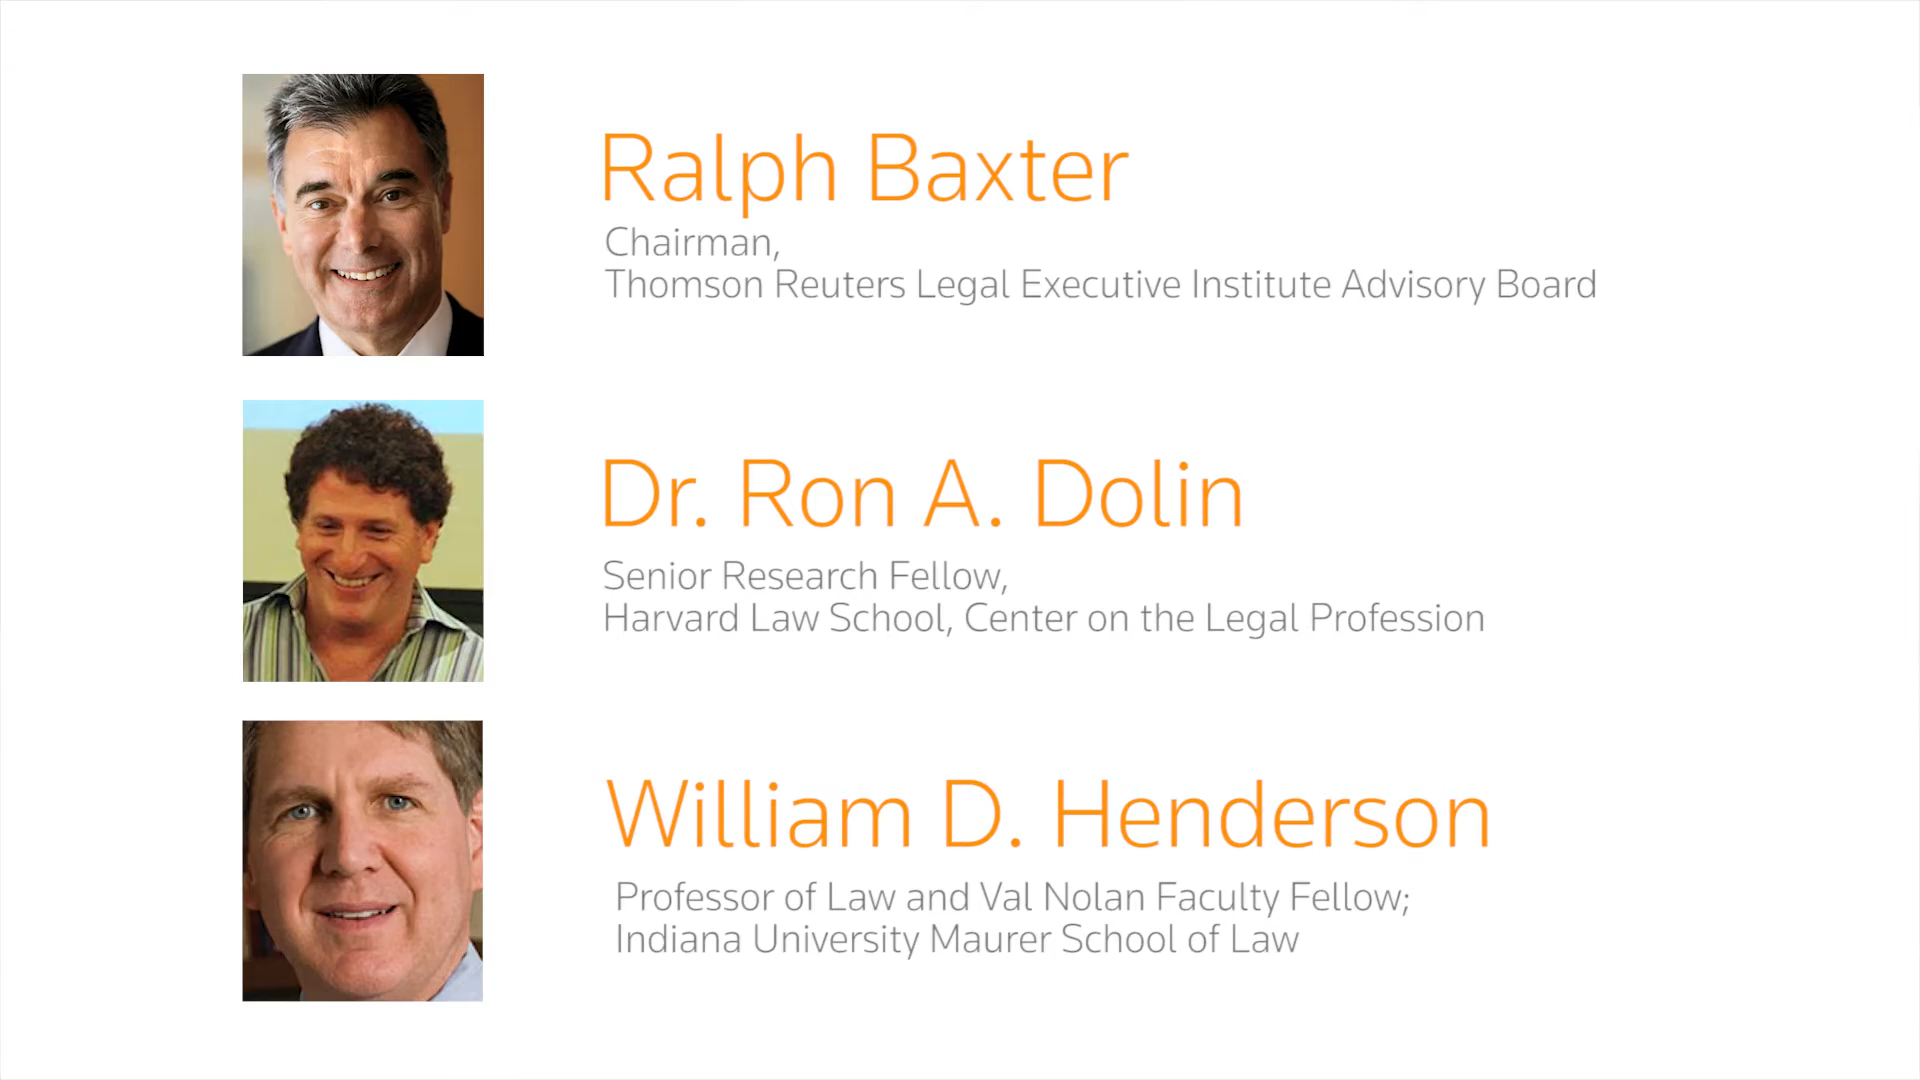 Ralph Baxter
Chairman,
Thomson Reuters Legal Executive Institute Advisory Board
Dr. Ron A. Dolin
Senior Research Fellow,
Harvard Law School, Center on the Legal Profession
William D. Henderson
Professor of Law and Val Nolan Faculty Fellow;
Indiana University Maurer School of Law